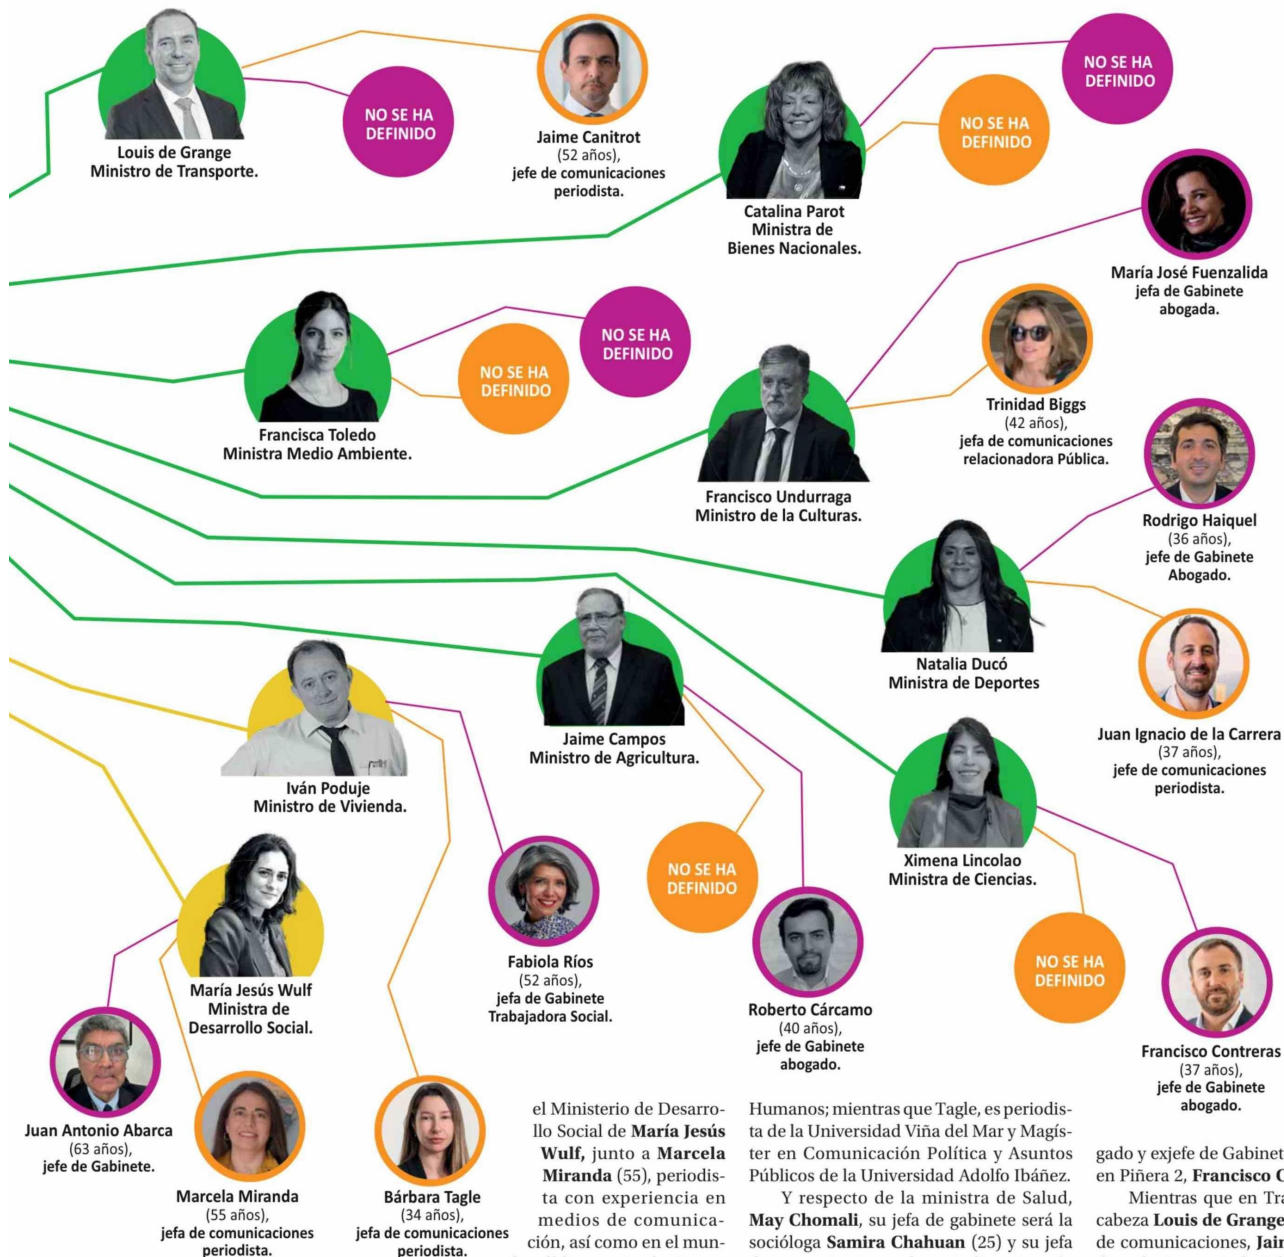 NO SE HA
DEFINIDO
Louis de Grange
Ministro de Transporte.
Jaime Canitrot
(52 años),
jefe de comunicaciones
periodista.
NO SE HA
DEFINIDO
NO SE HA
DEFINIDO
Catalina Parot
Ministra de
Bienes Nacionales.
María José Fuenzalida
jefa de Gabinete
abogada.
NO SE HA
DEFINIDO
NO SE HA
DEFINIDO
Francisca Toledo
Ministra Medio Ambiente.
Trinidad Biggs
(42 años),
jefa de comunicaciones
relacionadora Pública.
Francisco Undurraga
Ministro de la Culturas.
Rodrigo Haiquel
(36 años),
jefe de Gabinete
Abogado.
Natalia Ducó
Ministra de Deportes
Juan Ignacio de la Carrera
(37 años),
jefe de comunicaciones
periodista.
Jaime Campos
Ministro de Agricultura.
Iván Poduje
Ministro de Vivienda.
NO SE HA
DEFINIDO
Ximena Lincolao
Ministra de Ciencias.
NO SE HA
DEFINIDO
Fabiola Ríos
(52 años),
jefa de Gabinete
Trabajadora Social.
María Jesús Wulf
Ministra de
Desarrollo Social.
Roberto Cárcamo
(40 años),
jefe de Gabinete
abogado.
Francisco Contreras
(37 años),
jefe de Gabinete
abogado.
Juan Antonio Abarca
(63 años),
jefe de Gabinete.
Marcela Miranda
(55 años),
jefa de comunicaciones
periodista.
Bárbara Tagle
(34 años),
jefa de comunicaciones
periodista.
el Ministerio de Desarro-
llo Social de María Jesús
Wulf, junto a Marcela
Miranda (55), periodis-
ta con experiencia en
medios de comunica-
ción, así como en el mun-
Humanos; mientras que Tagle, es periodis-
ta de la Universidad Viña del Mar y Magís-
ter en Comunicación Política y Asuntos
Públicos de la Universidad Adolfo Ibáñez.
Y respecto de la ministra de Salud,
May Chomali, su jefa de gabinete será la
socióloga Samira Chahuan (25) y su jefa
gado y exjefe de Gabinet
en Piñera 2, Francisco C
Mientras que en Tra
cabeza Louis de Grange
de comunicaciones, Jaim